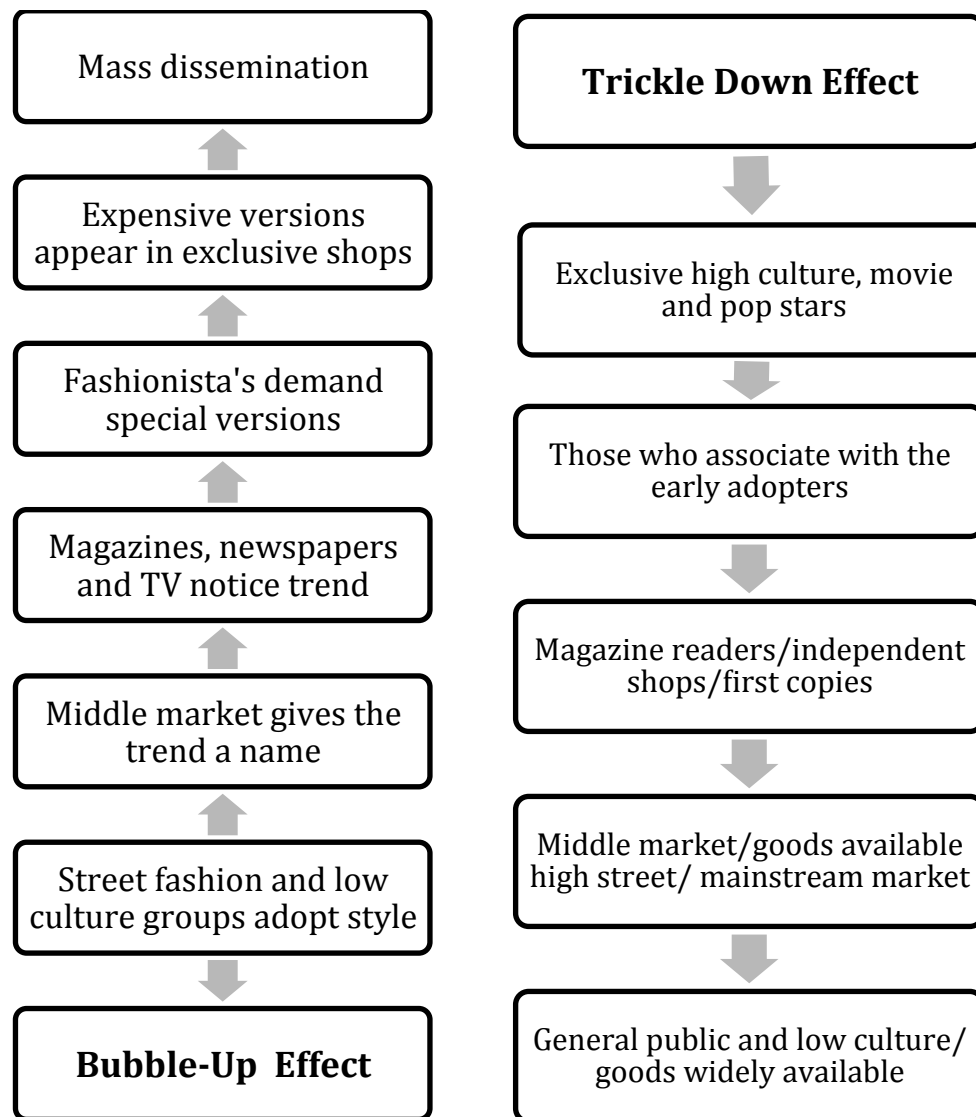 Mass dissemination
Expensive versions
appear in exclusive shops
Fashionista's demand
special versions
Magazines, newspapers
and TV notice trend
Middle market gives the
trend a name
Street fashion and low
culture groups adopt style
Bubble-Up Effect
Trickle Down Effect
Exclusive high culture, movie
and pop stars
Those who associate with the
early adopters
Magazine readers/independent
shops/first copies
Middle market/goods available
high street/ mainstream market
General public and low culture/
goods widely available